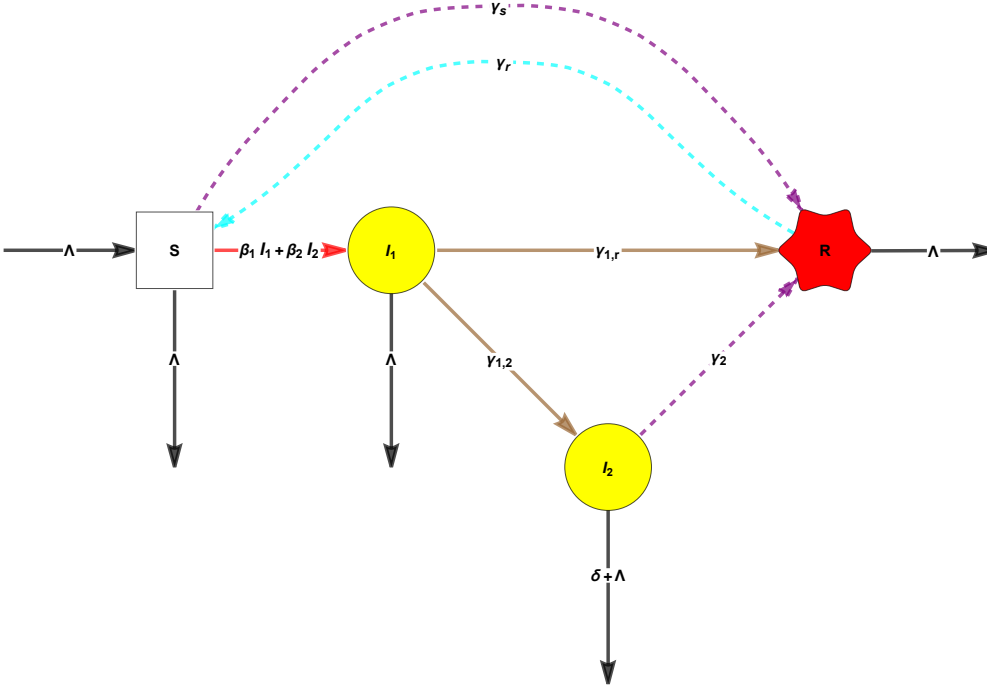 γs
γr
Λ
S
β1 I1 + β2 I2
I1
γ1,r
R
Λ
Λ
Λ
γ1,2
γ2
I2
δ + Λ